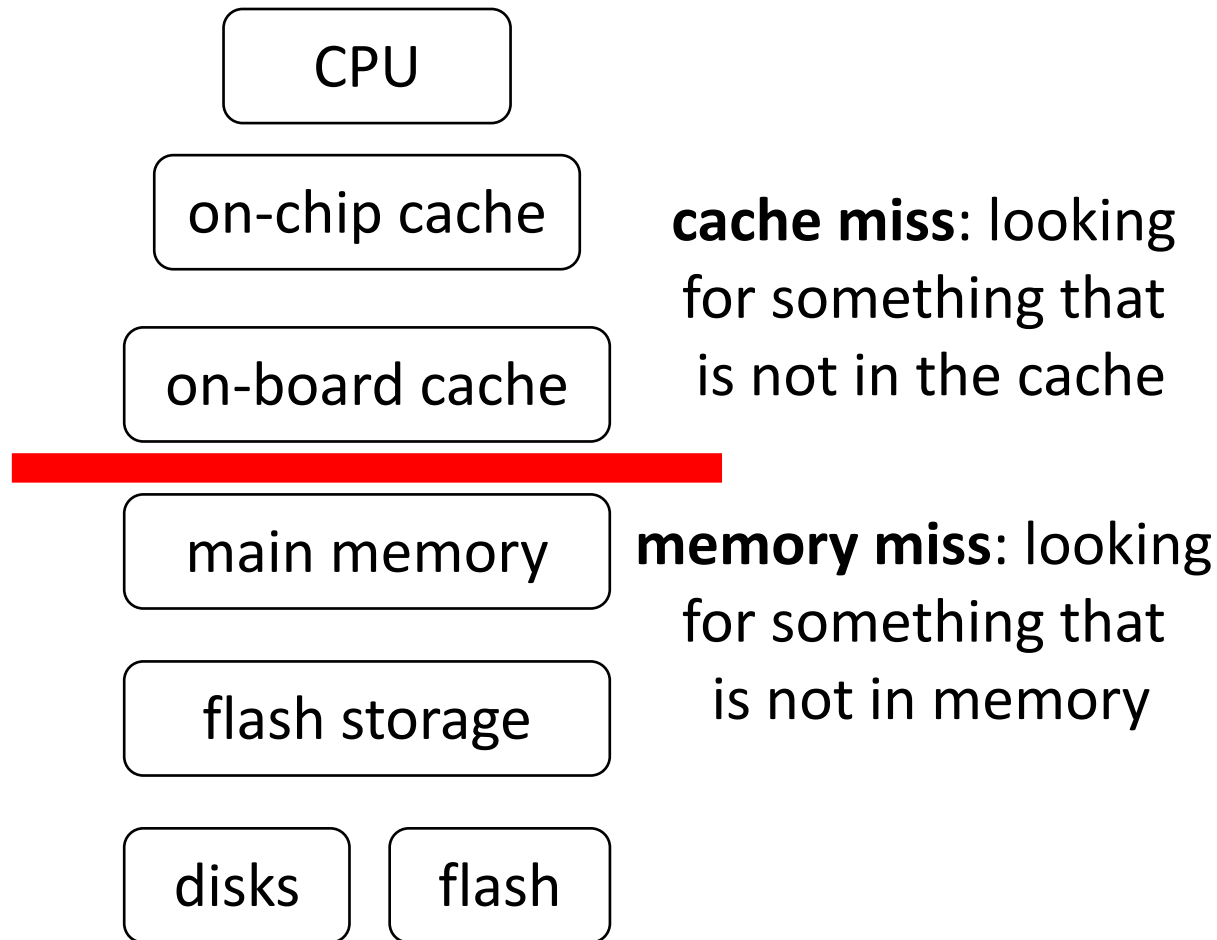 CPU
on-chip cache
on-board cache
cache miss: looking
for something that
is not in the cache
main memory
flash storage
memory miss: looking
for something that
is not in memory
disks
flash